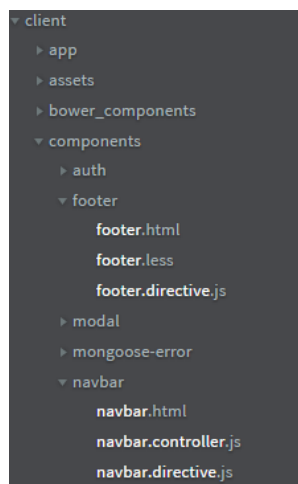 client
app
assets
bower_components
components
auth
footer
footer.html
footer.less
footer.directive.js
modal
mongoose-error
navbar
navbar.html
navbar.controller.js
navbar.directive.js